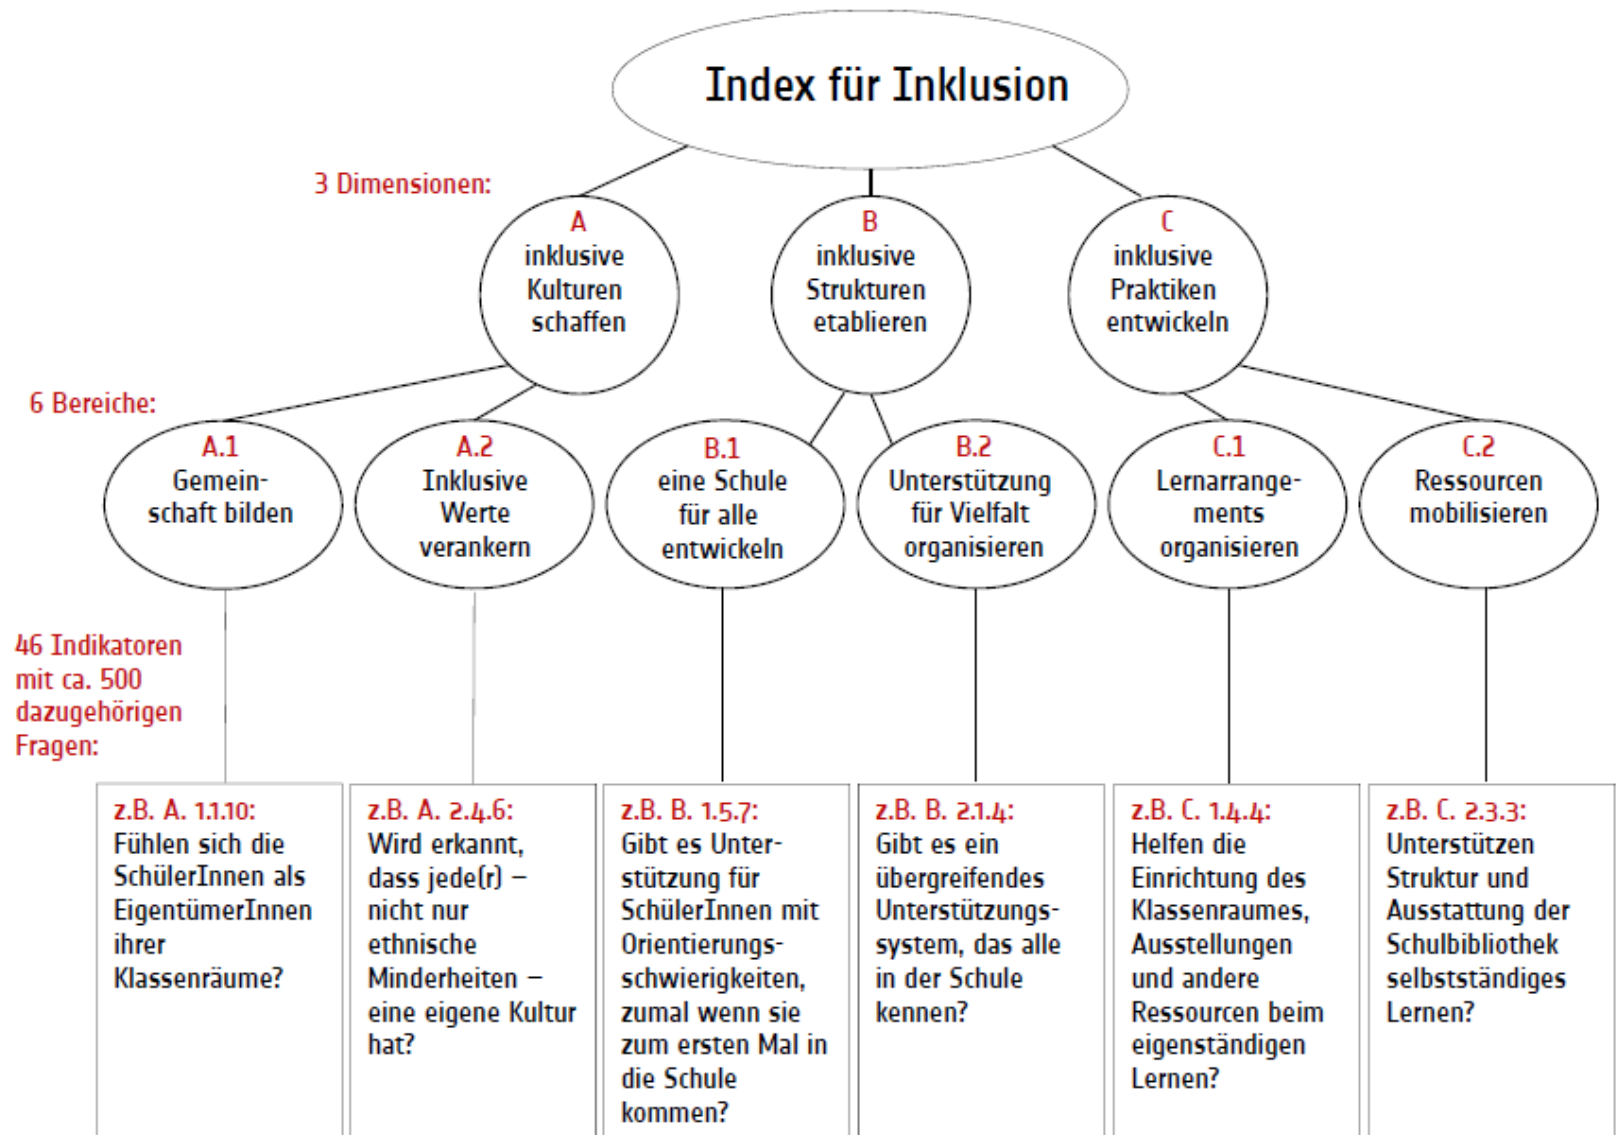 Index für Inklusion
3 Dimensionen:
A
inklusive
Kulturen
schaffen
B
inklusive
Strukturen
etablieren
C
inklusive
Praktiken
entwickeln
6 Bereiche:
A.1
Gemein-
schaft bilden
A.2
Inklusive
Werte
verankern
B.1
eine Schule
für alle
entwickeln
B.2
Unterstützung
für Vielfalt
organisieren
C.1
Lernarrange-
ments
organisieren
C.2
Ressourcen
mobilisieren
46 Indikatoren
mit ca. 500
dazugehörigen
Fragen:
z.B. A. 1.1.10:
Fühlen sich die
SchülerInnen als
EigentümerInnen
ihrer
Klassenräume?
z.B. A. 2.4.6:
Wird erkannt,
dass jede(r) –
nicht nur
ethnische
Minderheiten –
eine eigene Kultur
hat?
z.B. B. 1.5.7:
Gibt es Unter-
stützung für
SchülerInnen mit
Orientierungs-
schwierigkeiten,
zumal wenn sie
zum ersten Mal in
die Schule
kommen?
z.B. B. 2.1.4:
Gibt es ein
übergreifendes
Unterstützungs-
system, das alle
in der Schule
kennen?
z.B. C. 1.4.4:
Helfen die
Einrichtung des
Klassenraumes,
Ausstellungen
und andere
Ressourcen beim
eigenständigen
Lernen?
z.B. C. 2.3.3:
Unterstützen
Struktur und
Ausstattung der
Schulbibliothek
selbstständiges
Lernen?